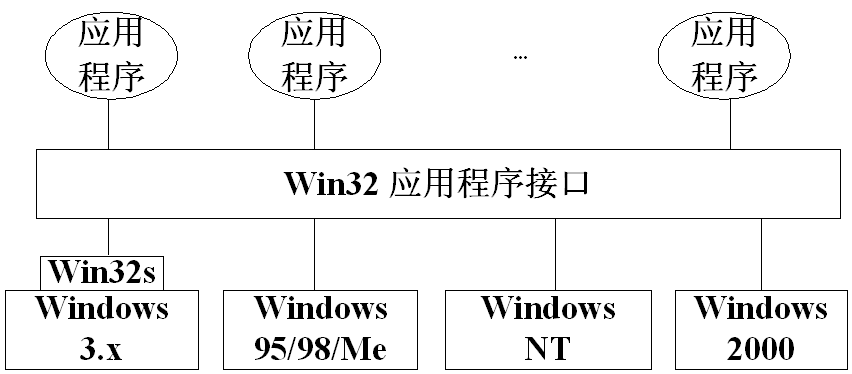 应用
程序
应用
程序
...
应用
程序
Win32 应用程序接口
Win32s
Windows
3.x
Windows
95/98/Me
Windows
NT
Windows
2000